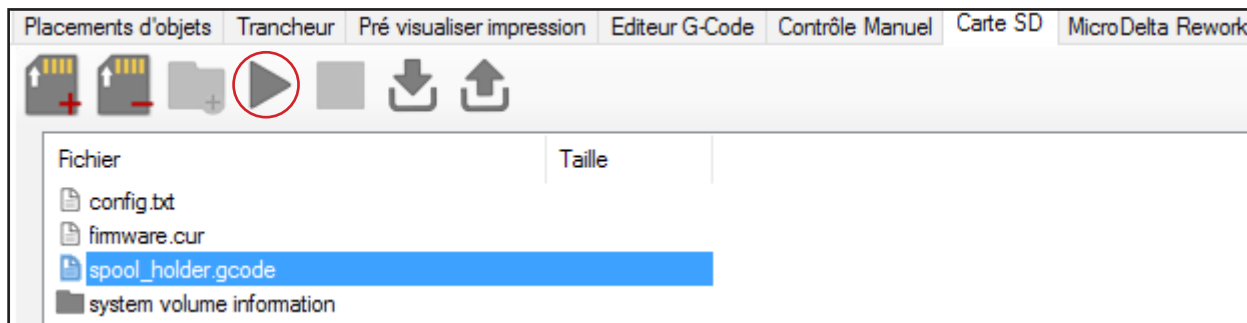 Placements d'objets Trancheur Pré visualiser impression Editeur G-Code Contrôle Manuel Carte SD MicroDelta Rework
Fichier Taille
config.txt
firmware.cur
spool_holder.gcode
system volume information